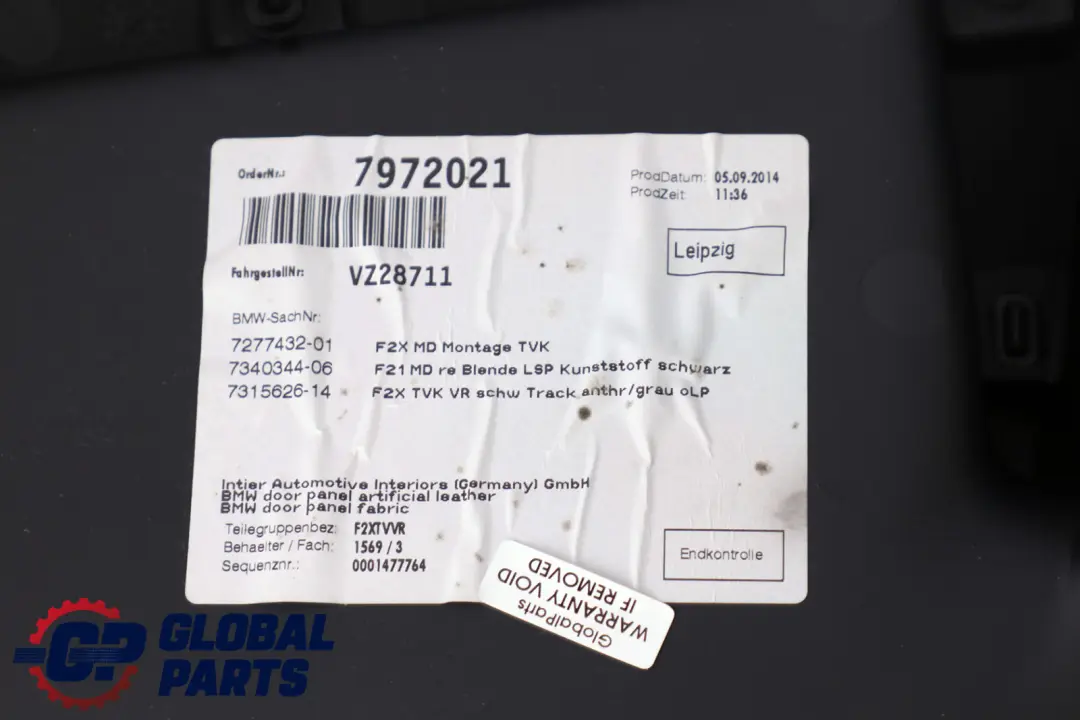 OrderNr.: 7972021
ProdDatum: 05.09.2014
ProdZeit: 11:36
Leipzig
FahrgestellNr: VZ28711
BMW-SachNr:
7277432-01 F2X MD Montage TVK
7340344-06 F21 MD re Blende LSP Kunststoff schwarz
7315626-14 F2X TVK VR schw Track anthr/grau oLP
Intier Automotive Interiors (Germany) GmbH
BMW door panel artificial leather
BMW door panel fabric
Teilegruppenbez: F2XTVVR
Behaelter / Fach: 1569 / 3
Sequenznr.: 0001477764
Endkontrolle
GlobalParts
WARRANTY VOID
IF REMOVED
GP GLOBAL
PARTS